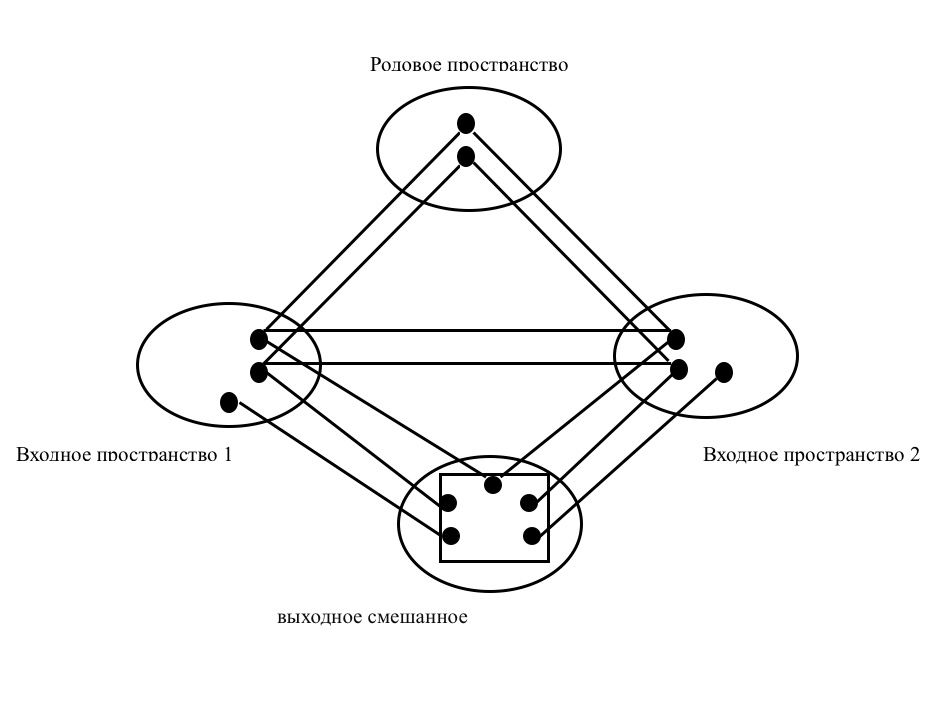 Родовое пространство
Входное пространство 1
Входное пространство 2
выходное смешанное